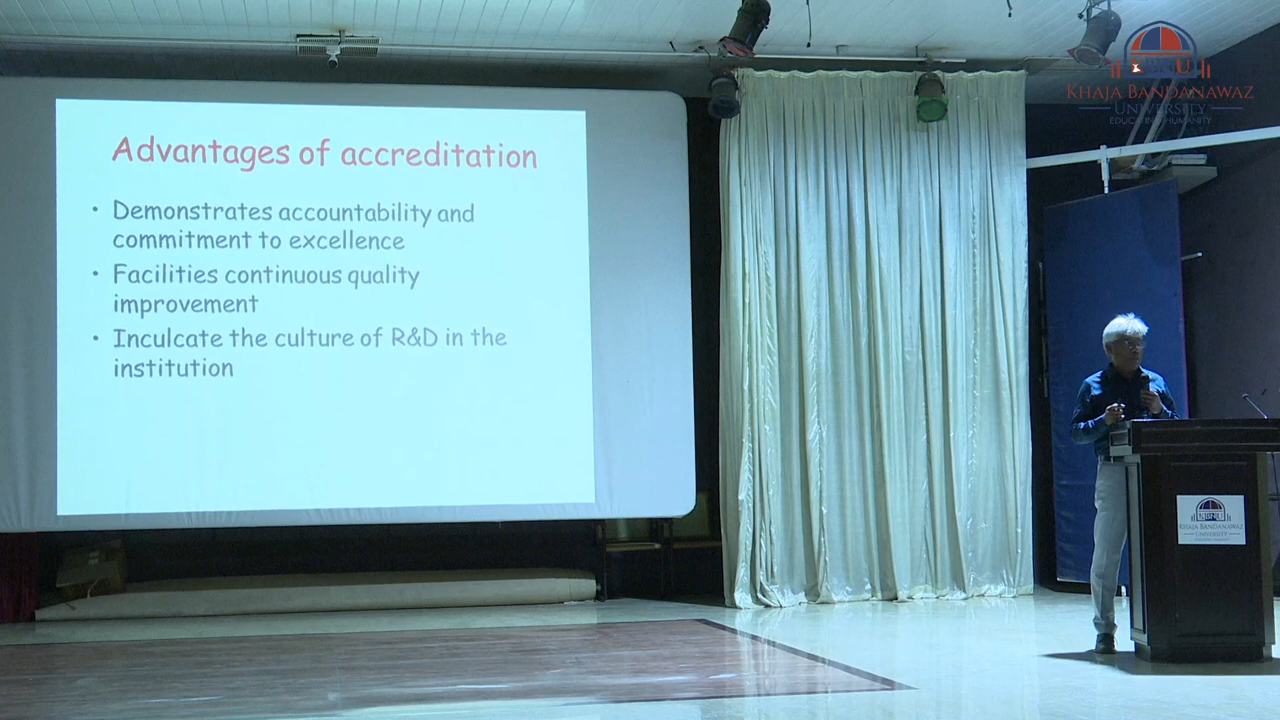 Advantages of accreditation
• Demonstrates accountability and
commitment to excellence
• Facilities continuous quality
improvement
• Inculcate the culture of R&D in the
institution
KHAJA BANDANAWAZ
UNIVERSITY
KHAJA BANDANAWAZ
UNIVERSITY